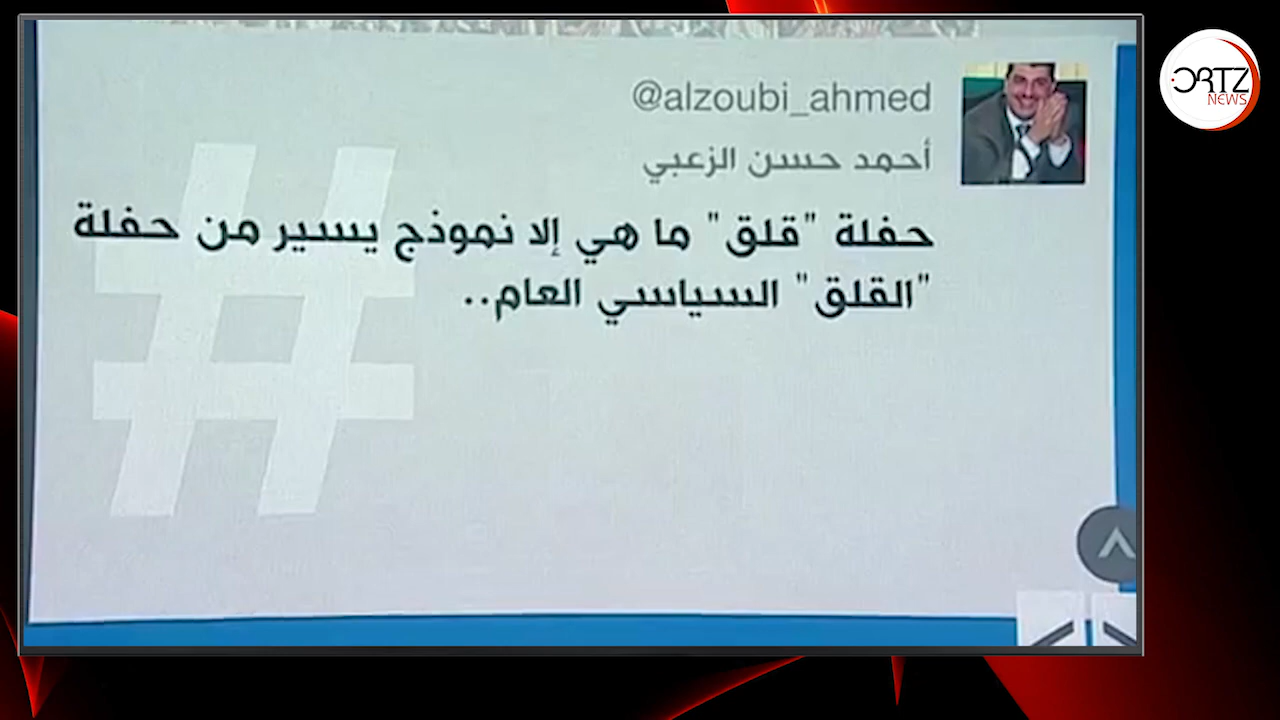 @alzoubi_ahmed
أحمد حسن الزعبي
حفلة "قلق" ما هي إلا نموذج يسير من حفلة
"القلق" السياسي العام..
ORTZ
NEWS